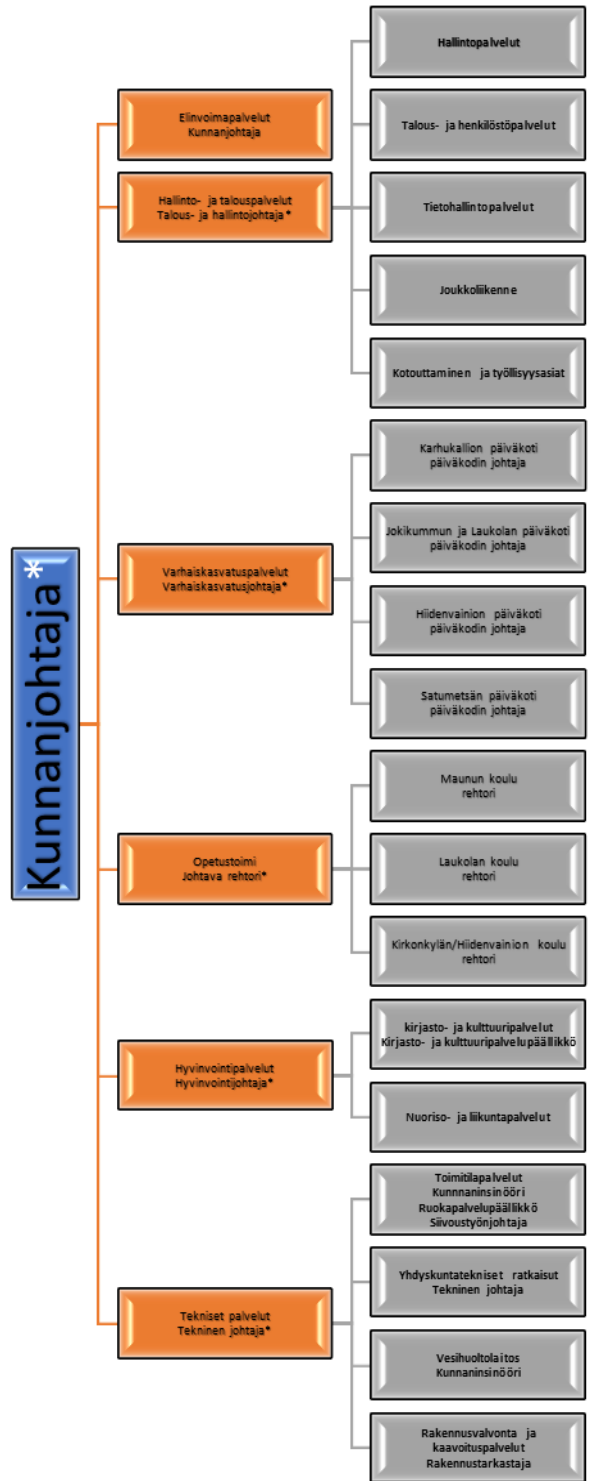 Kunnanjohtaja*
Elinvoimapalvelut
Kunnanjohtaja
Hallinto- ja talouspalvelut
Talous- ja hallintojohtaja*
Hallintopalvelut
Talous- ja henkilöstöpalvelut
Tietohallintopalvelut
Joukkoliikenne
Kotouttaminen ja työllisyysasiat
Varhaiskasvatuspalvelut
Varhaiskasvatusjohtaja*
Karhukallion päiväkoti
päiväkodin johtaja
Jokikummun ja Laukolan päiväkoti
päiväkodin johtaja
Hiidenvainion päiväkoti
päiväkodin johtaja
Satumetsän päiväkoti
päiväkodin johtaja
Opetustoimi
Johtava rehtori*
Maunun koulu
rehtori
Laukolan koulu
rehtori
Kirkonkylän/Hiidenvainion koulu
rehtori
Hyvinvointipalvelut
Hyvinvointijohtaja*
kirjasto- ja kulttuuripalvelut
Kirjasto- ja kulttuuripalvelupäällikkö
Nuoriso- ja liikuntapalvelut
Tekniset palvelut
Tekninen johtaja*
Toimitilapalvelut
Kunnnaninsinööri
Ruokapalvelupäällikkö
Siivoustyönjohtaja
Yhdyskuntatekniset ratkaisut
Tekninen johtaja
Vesihuoltolaitos
Kunnaninsinööri
Rakennusvalvonta ja
kaavoituspalvelut
Rakennustarkastaja